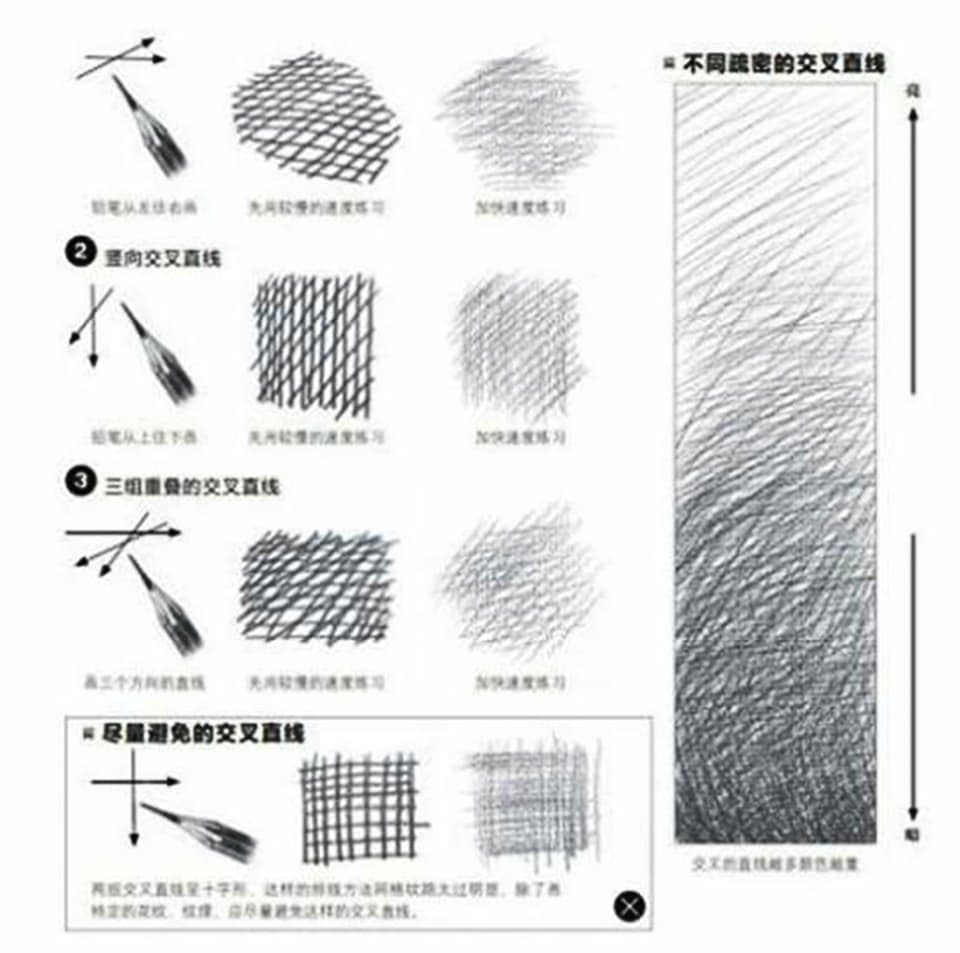 铅笔从左往右画
先用较慢的速度练习
加快速度练习
2 竖向交叉直线
铅笔从上往下画
先用较慢的速度练习
加快速度练习
3 三组重叠的交叉直线
画三个方向的直线
先用较慢的速度练习
加快速度练习
尽量避免的交叉直线
两组交叉直线呈十字形，这样的排线方法网格纹路太过明显，除了画
特定的花纹、纹理，应尽量避免这样的交叉直线。
不同疏密的交叉直线
亮
暗
交叉的直线越多颜色越重